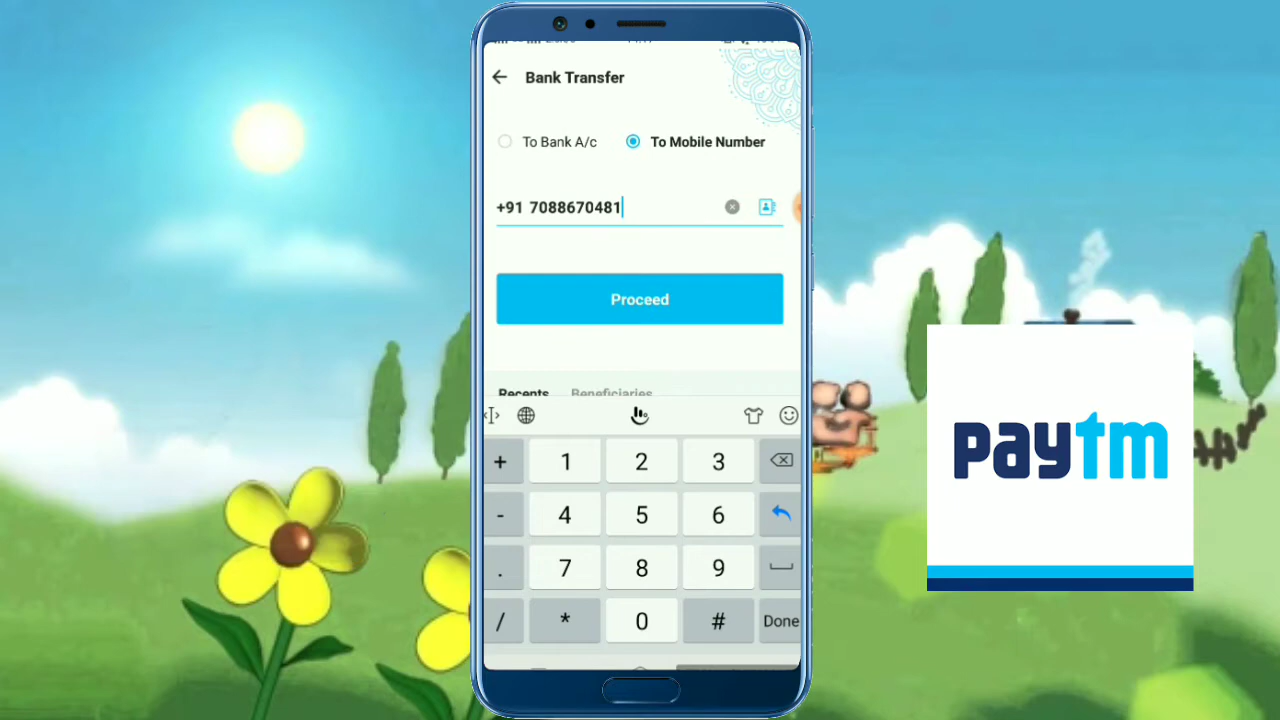 Bank Transfer
To Bank A/c To Mobile Number
+91 7088670481
Proceed
Recents Beneficiaries
+ 1 2 3
- 4 5 6
. 7 8 9
/ * 0 # Done
paytm